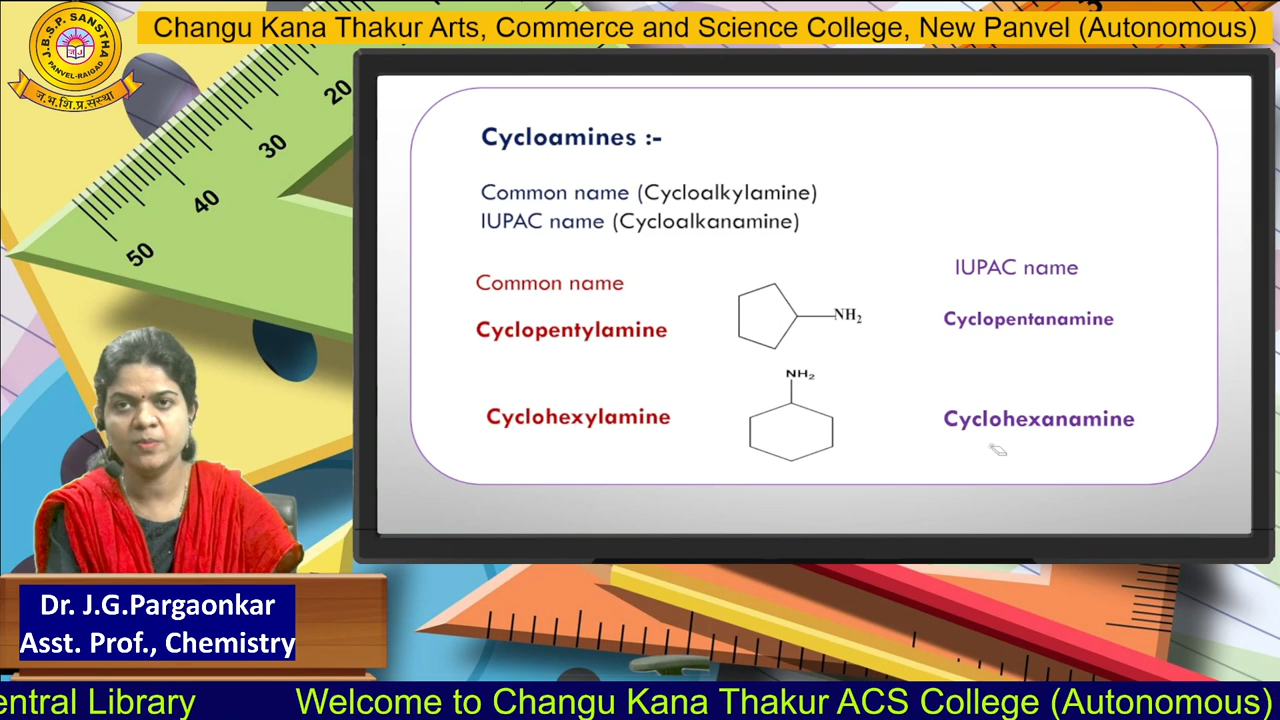 Changu Kana Thakur Arts, Commerce and Science College, New Panvel (Autonomous)
J.B.S.P. SANSTHA
PANVEL-RAIGAD
ज.भ.शि.प्र.संस्था
20
30
40
50
3
Cycloamines :-
Common name (Cycloalkylamine)
IUPAC name (Cycloalkanamine)
Common name
IUPAC name
Cyclopentylamine
NH₂
Cyclopentanamine
NH₂
Cyclohexylamine
Cyclohexanamine
Dr. J.G.Pargaonkar
Asst. Prof., Chemistry
entral Library Welcome to Changu Kana Thakur ACS College (Autonomous)